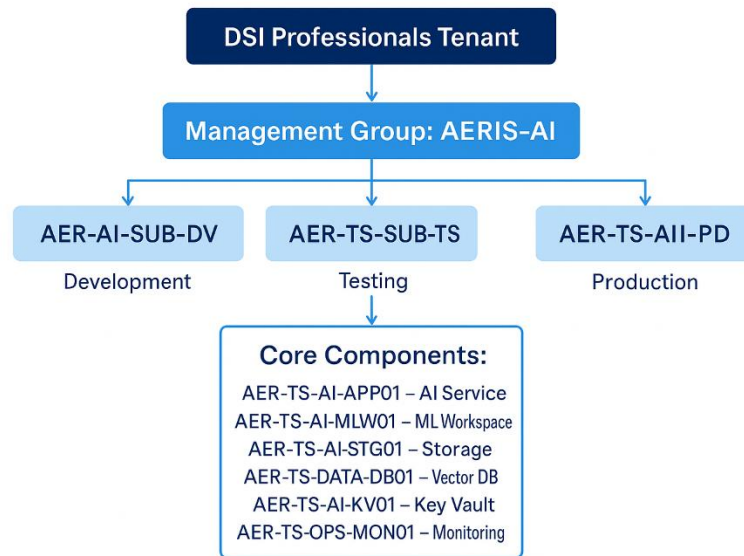 DSI Professionals Tenant
Management Group: AERIS-AI
AER-AI-SUB-DV
AER-TS-SUB-TS
AER-TS-AII-PD
Development
Testing
Production
Core Components:
AER-TS-AI-APP01 – AI Service
AER-TS-AI-MLW01 – ML Workspace
AER-TS-AI-STG01 – Storage
AER-TS-DATA-DB01 – Vector DB
AER-TS-AI-KV01 – Key Vault
AER-TS-OPS-MON01 – Monitoring